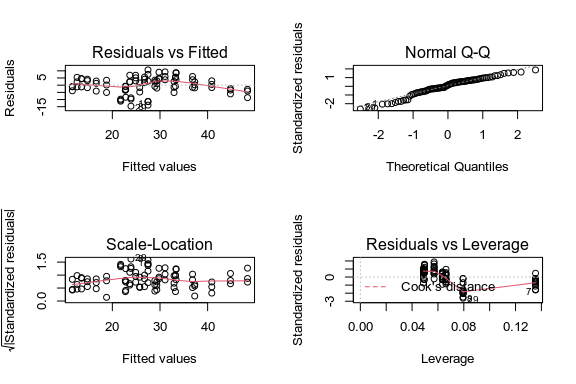 Residuals vs Fitted
Residuals
5
-15
20 30 40
Fitted values
Normal Q-Q
Standardized residuals
1
-2
-2 -1 0 1 2
Theoretical Quantiles
Scale-Location
√|Standardized residuals|
1.5
0.0
20 30 40
Fitted values
Residuals vs Leverage
Standardized residuals
0
-3
Cook's distance
7
0.00 0.04 0.08 0.12
Leverage